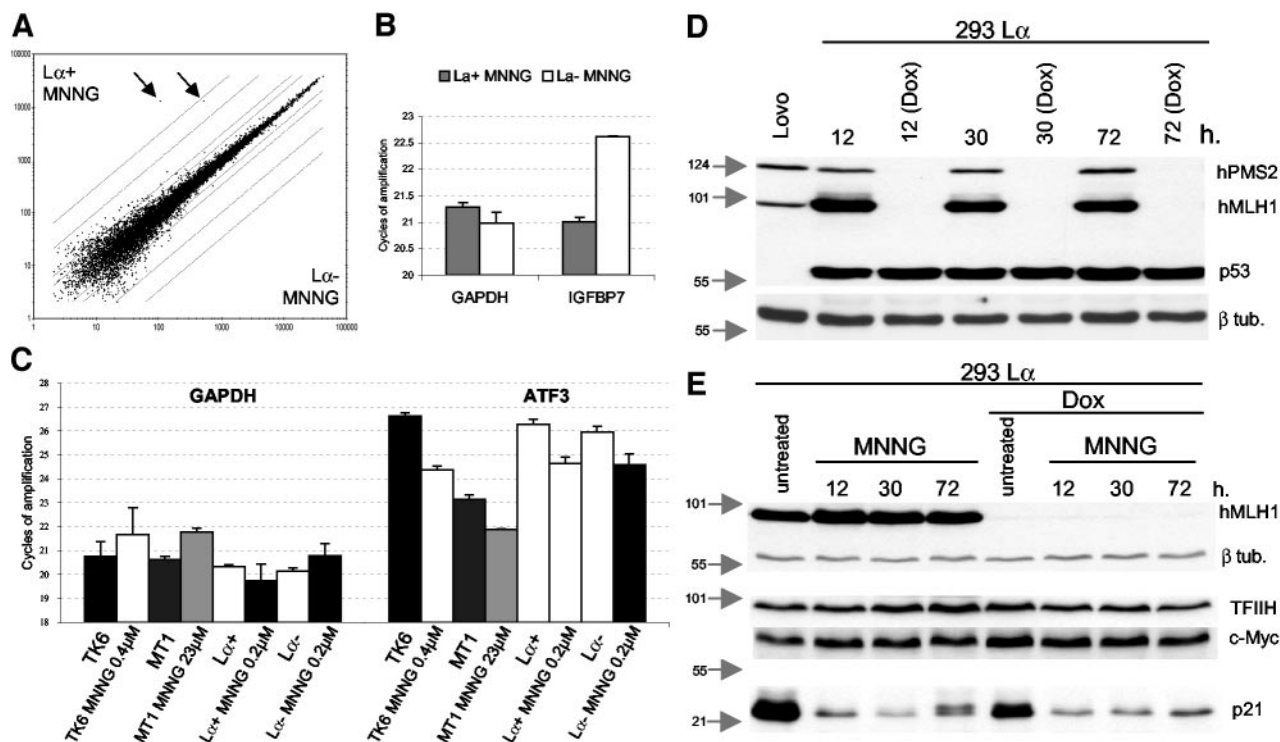 A
100000
10000
1000
100
10
1
1 10 100 1000 10000 100000
Lα+
MNNG
Lα-
MNNG
B
La+ MNNG La- MNNG
Cycles of amplification
23
22.5
22
21.5
21
20.5
20
GAPDH IGFBP7
C
GAPDH ATF3
Cycles of amplification
28
27
26
25
24
23
22
21
20
19
18
TK6
TK6 MNNG 0.4μM
MT1
MT1 MNNG 23μM
Lα+
Lα+ MNNG 0.2μM
Lα-
Lα- MNNG 0.2μM
TK6
TK6 MNNG 0.4μM
MT1
MT1 MNNG 23μM
Lα+
Lα+ MNNG 0.2μM
Lα-
Lα- MNNG 0.2μM
D
293 Lα
Lovo 12 12 (Dox) 30 30 (Dox) 72 72 (Dox) h.
124 hPMS2
101 hMLH1
55 p53
55 β tub.
E
293 Lα
Dox
untreated MNNG untreated MNNG
12 30 72 12 30 72 h.
101 hMLH1
55 β tub.
101 TFIIH
c-Myc
55
21 p21